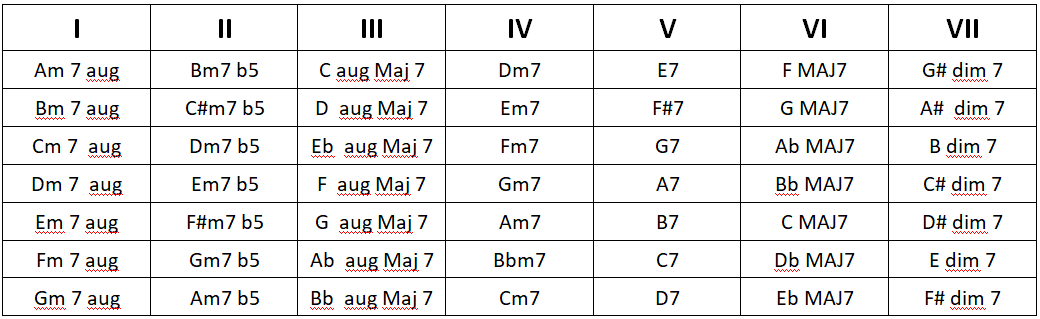 I II III IV V VI VII
Am 7 aug Bm7 b5 C aug Maj 7 Dm7 E7 F MAJ7 G# dim 7
Bm 7 aug C#m7 b5 D aug Maj 7 Em7 F#7 G MAJ7 A# dim 7
Cm 7 aug Dm7 b5 Eb aug Maj 7 Fm7 G7 Ab MAJ7 B dim 7
Dm 7 aug Em7 b5 F aug Maj 7 Gm7 A7 Bb MAJ7 C# dim 7
Em 7 aug F#m7 b5 G aug Maj 7 Am7 B7 C MAJ7 D# dim 7
Fm 7 aug Gm7 b5 Ab aug Maj 7 Bbm7 C7 Db MAJ7 E dim 7
Gm 7 aug Am7 b5 Bb aug Maj 7 Cm7 D7 Eb MAJ7 F# dim 7